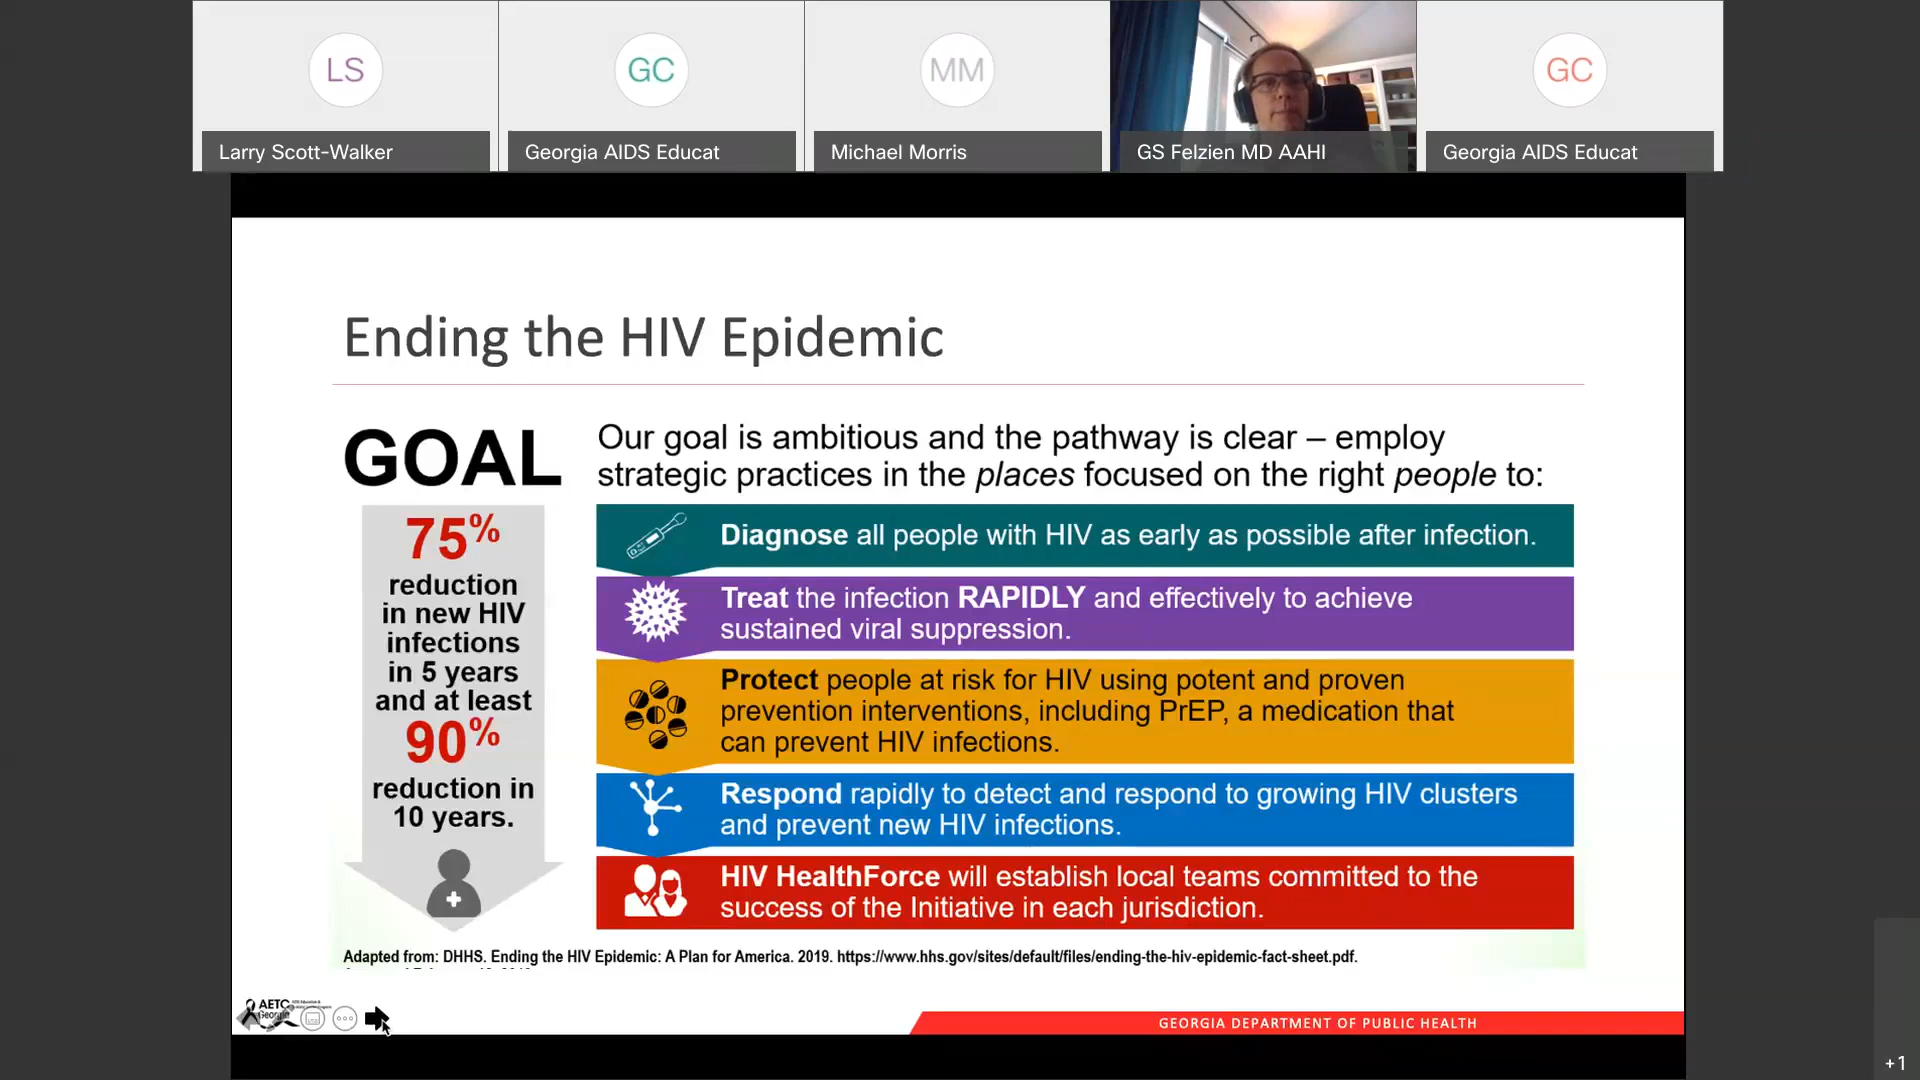 LS
GC
MM
GC
Larry Scott-Walker
Georgia AIDS Educat
Michael Morris
GS Felzien MD AAHI
Georgia AIDS Educat
Ending the HIV Epidemic
GOAL
75%
reduction
in new HIV
infections
in 5 years
and at least
90%
reduction in
10 years.
Our goal is ambitious and the pathway is clear – employ
strategic practices in the places focused on the right people to:
Diagnose all people with HIV as early as possible after infection.
Treat the infection RAPIDLY and effectively to achieve
sustained viral suppression.
Protect people at risk for HIV using potent and proven
prevention interventions, including PrEP, a medication that
can prevent HIV infections.
Respond rapidly to detect and respond to growing HIV clusters
and prevent new HIV infections.
HIV HealthForce will establish local teams committed to the
success of the Initiative in each jurisdiction.
Adapted from: DHHS. Ending the HIV Epidemic: A Plan for America. 2019. https://www.hhs.gov/sites/default/files/ending-the-hiv-epidemic-fact-sheet.pdf.
AETC
Georgia
GEORGIA DEPARTMENT OF PUBLIC HEALTH
+1